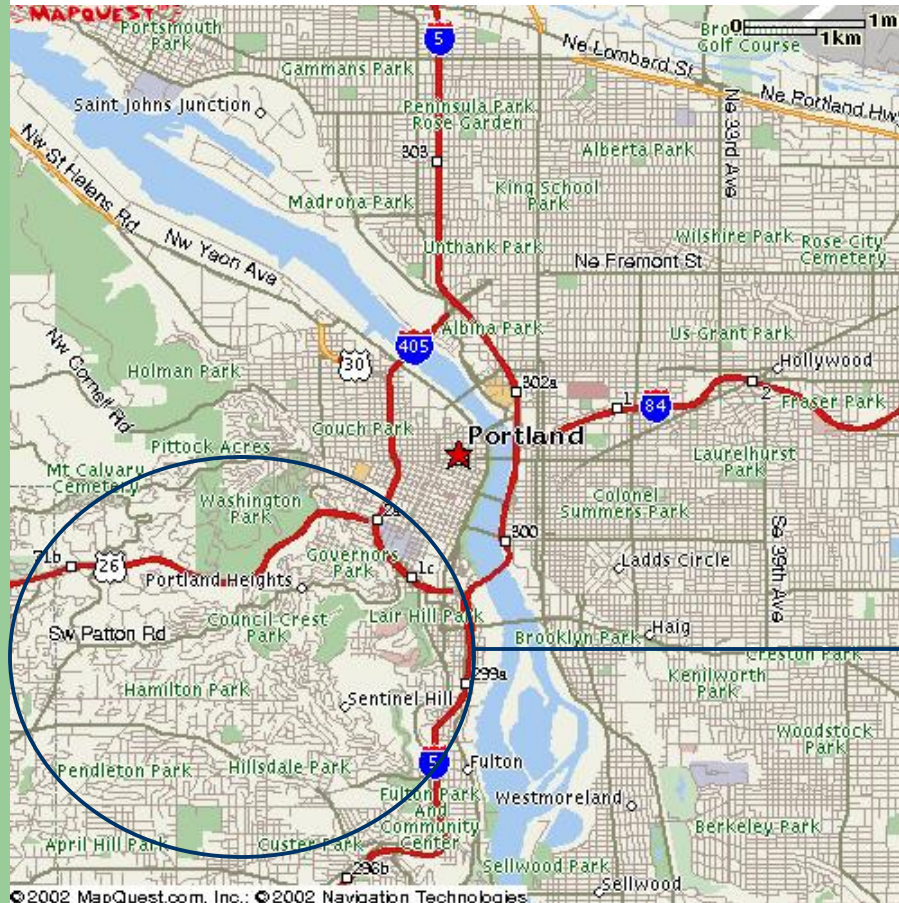 MAPQUEST
Portsmouth
Park
5
0 1m
1km
Golf Course
Ne Lombard St
Gammans Park
Saint Johns Junction
Peninsula Park
Rose Garden
Ne Portland Hwy
Ne 33rd Ave
Nw St Helens Rd
303
Alberta Park
King School
Park
Madrona Park
Nw Yeon Ave
Unthank Park
Wilshire Park
Rose City
Cemetery
Ne Fremont St
Albina Park
405
Us Grant Park
30
Nw Cornell Rd
Holman Park
Hollywood
302a
1
84
2
Fraser Park
Couch Park
Portland
Pittock Acres
Laurelhurst
Park
Mt Calvary
Cemetery
Washington
Park
Colonel
Summers Park
2a
300
Se 39th Ave
71b
26
Governors
Park
1c
Ladds Circle
Portland Heights
Council Crest
Park
Lair Hill Park
Sw Patton Rd
Brooklyn Park
Haig
Creston Park
299a
Kenilworth
Park
Hamilton Park
Sentinel Hill
Woodstock
Park
5
Fulton
Pendleton Park
Hillsdale Park
Fulton Park
And
Community
Center
Westmoreland
Berkeley Park
April Hill Park
Custer Park
296b
Sellwood Park
Sellwood
©2002 MapQuest.com, Inc.; ©2002 Navigation Technologies